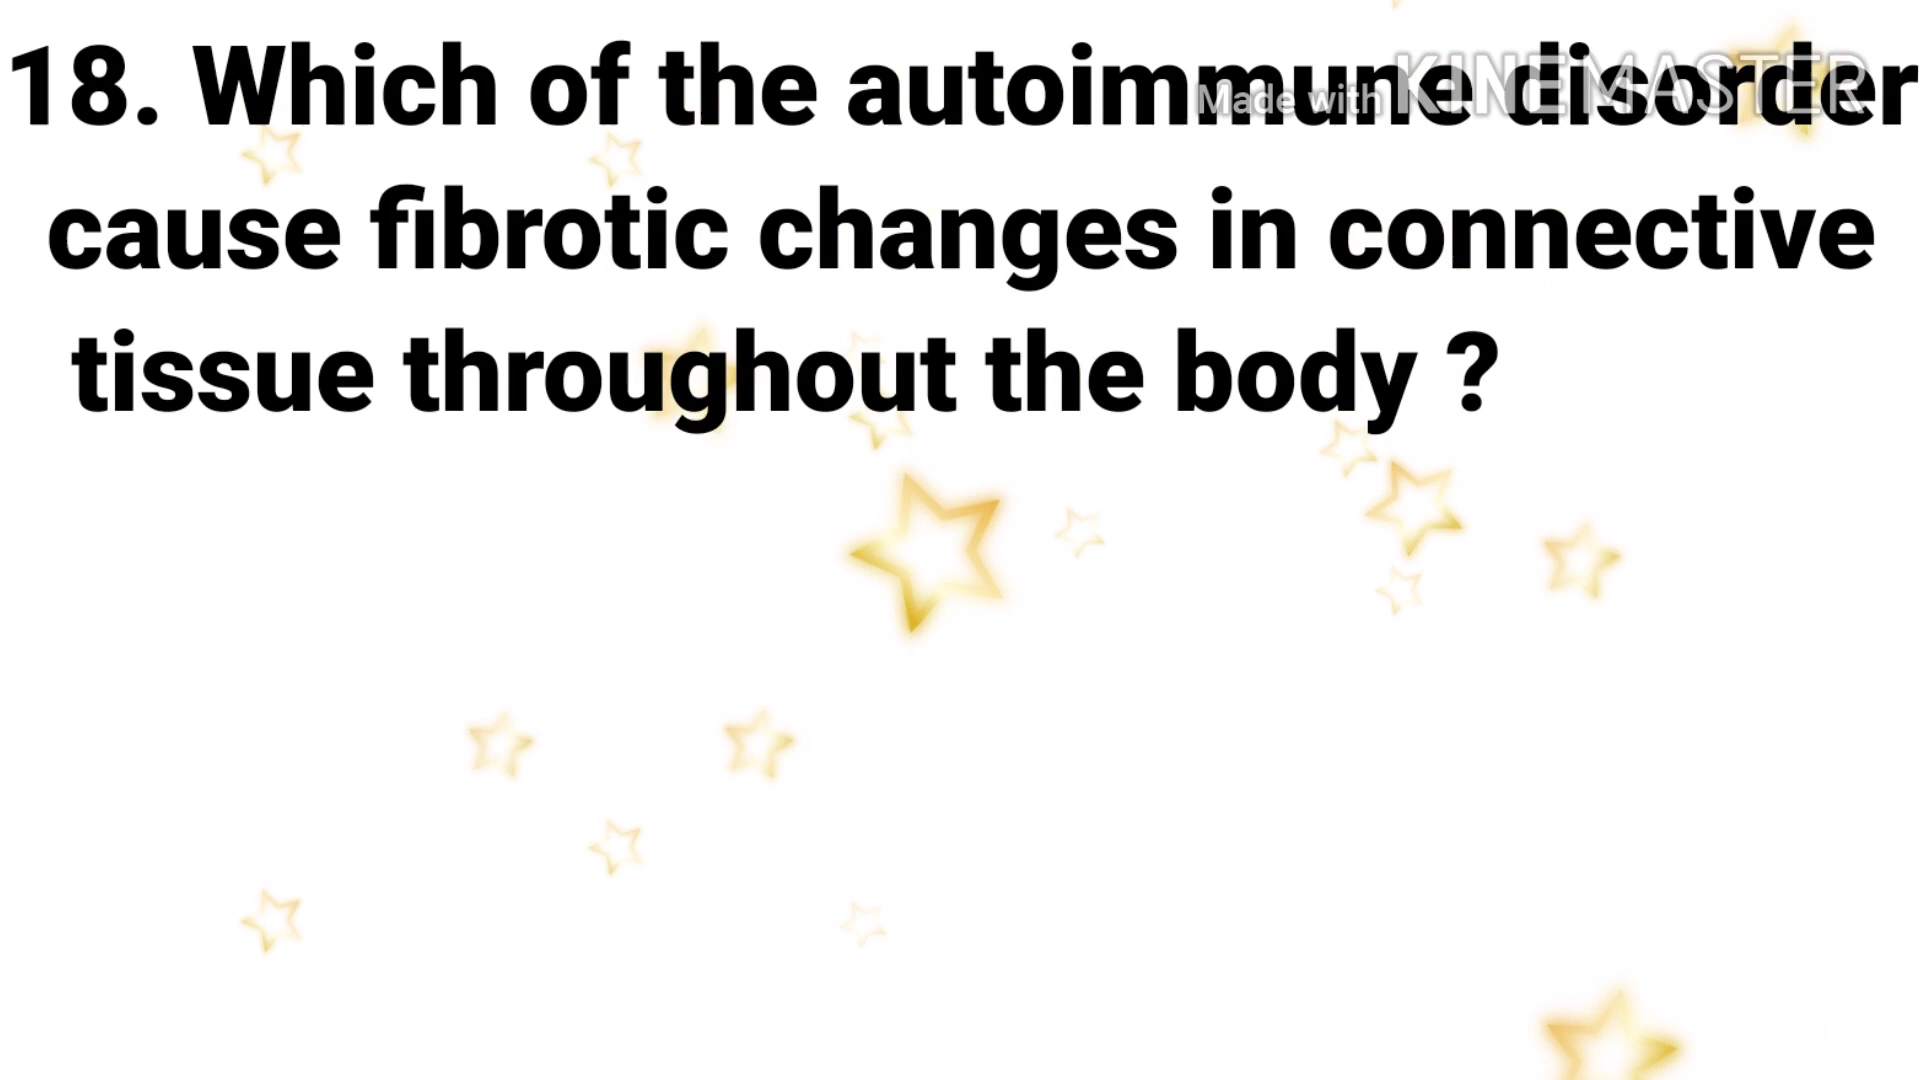 18. Which of the autoimmune disorder
Made with KINEMASTER
cause fibrotic changes in connective
tissue throughout the body ?